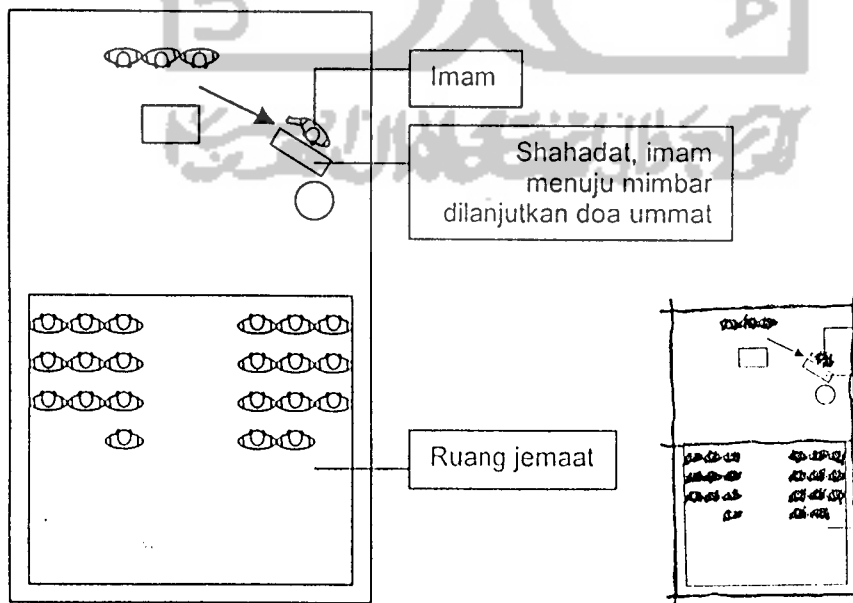 Imam
Shahadat, imam
menuju mimbar
dilanjutkan doa ummat
Ruang jemaat